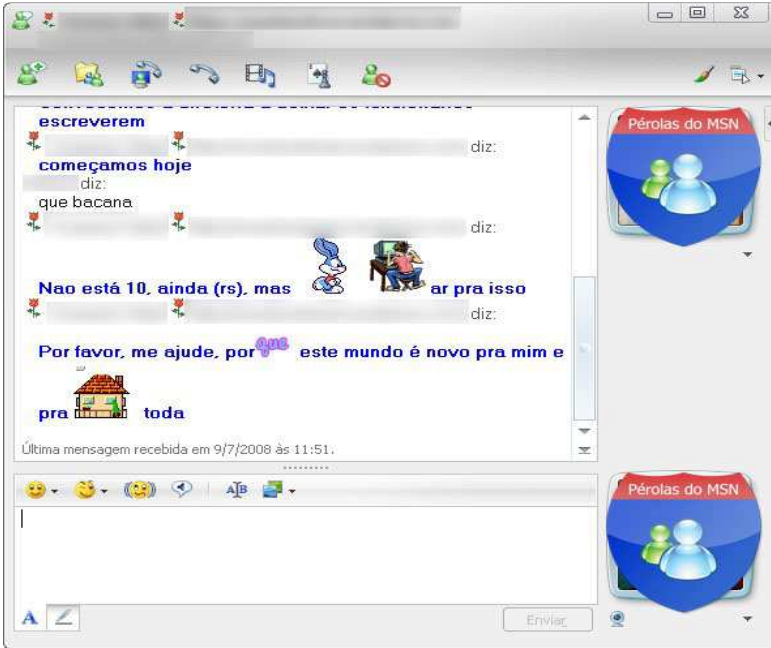 escreverem
diz:
começamos hoje
diz:
que bacana
diz:
Nao está 10, ainda (rs), mas ar pra isso
diz:
Por favor, me ajude, por que este mundo é novo pra mim e
pra toda
Última mensagem recebida em 9/7/2008 às 11:51.
Pérolas do MSN
Pérolas do MSN
A
Enviar